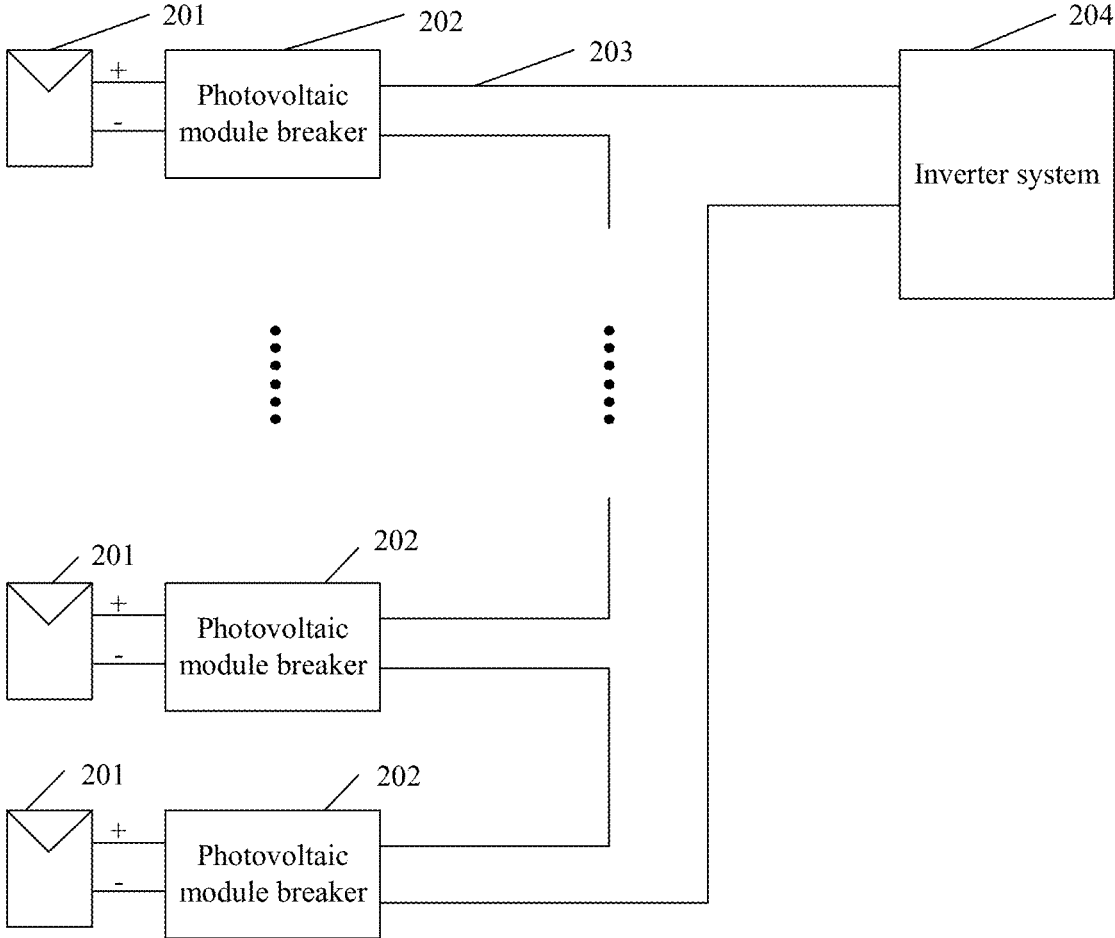 201
202
203
204
+
-
Photovoltaic
module breaker
Inverter system
201
202
+
-
Photovoltaic
module breaker
201
202
+
-
Photovoltaic
module breaker